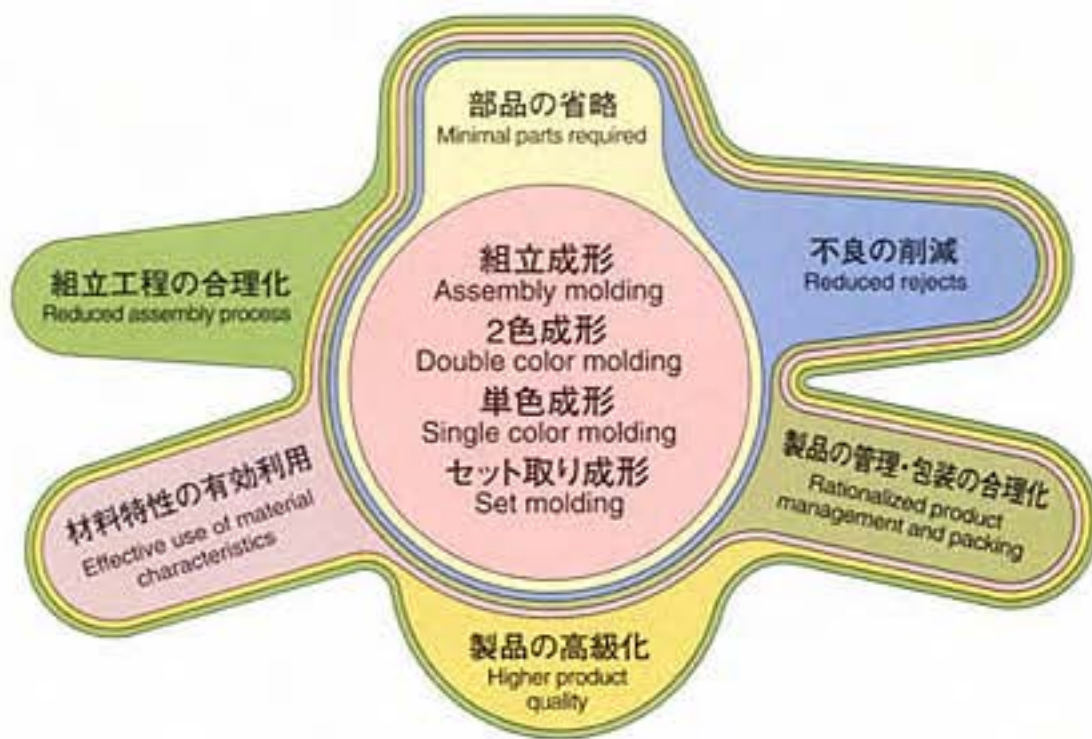 部品の省略
Minimal parts required
組立工程の合理化
Reduced assembly process
組立成形
Assembly molding
2色成形
Double color molding
単色成形
Single color molding
セット取り成形
Set molding
不良の削減
Reduced rejects
材料特性の有効利用
Effective use of material
characteristics
製品の管理・包装の合理化
Rationalized product
management and packing
製品の高級化
Higher product
quality